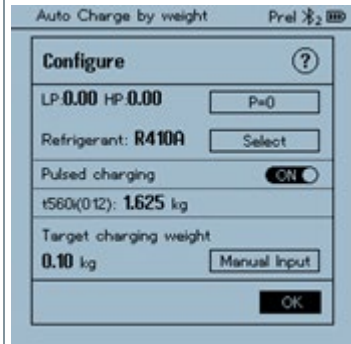 Auto Charge by weight Prel 2
Configure ?
LP:0.00 HP:0.00 P=0
Refrigerant: R410A Select
Pulsed charging ON
t560i(012): 1.625 kg
Target charging weight
0.10 kg Manual Input
OK